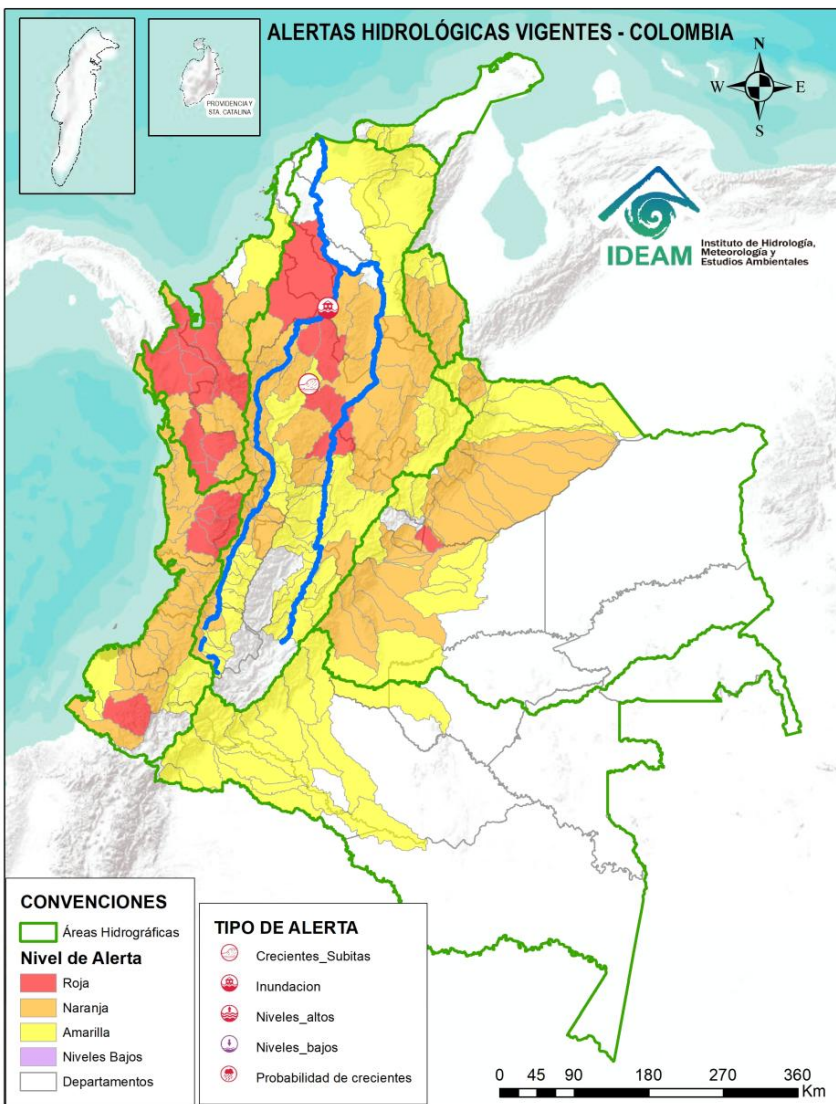 ALERTAS HIDROLÓGICAS VIGENTES - COLOMBIA
PROVIDENCIA Y
STA. CATALINA
N
W
E
S
IDEAM
Instituto de Hidrología,
Meteorología y
Estudios Ambientales
CONVENCIONES
Áreas Hidrográficas
Nivel de Alerta
Roja
Naranja
Amarilla
Niveles Bajos
Departamentos
TIPO DE ALERTA
Crecientes_Subitas
Inundacion
Niveles_altos
Niveles_bajos
Probabilidad de crecientes
0 45 90 180 270 360
Km